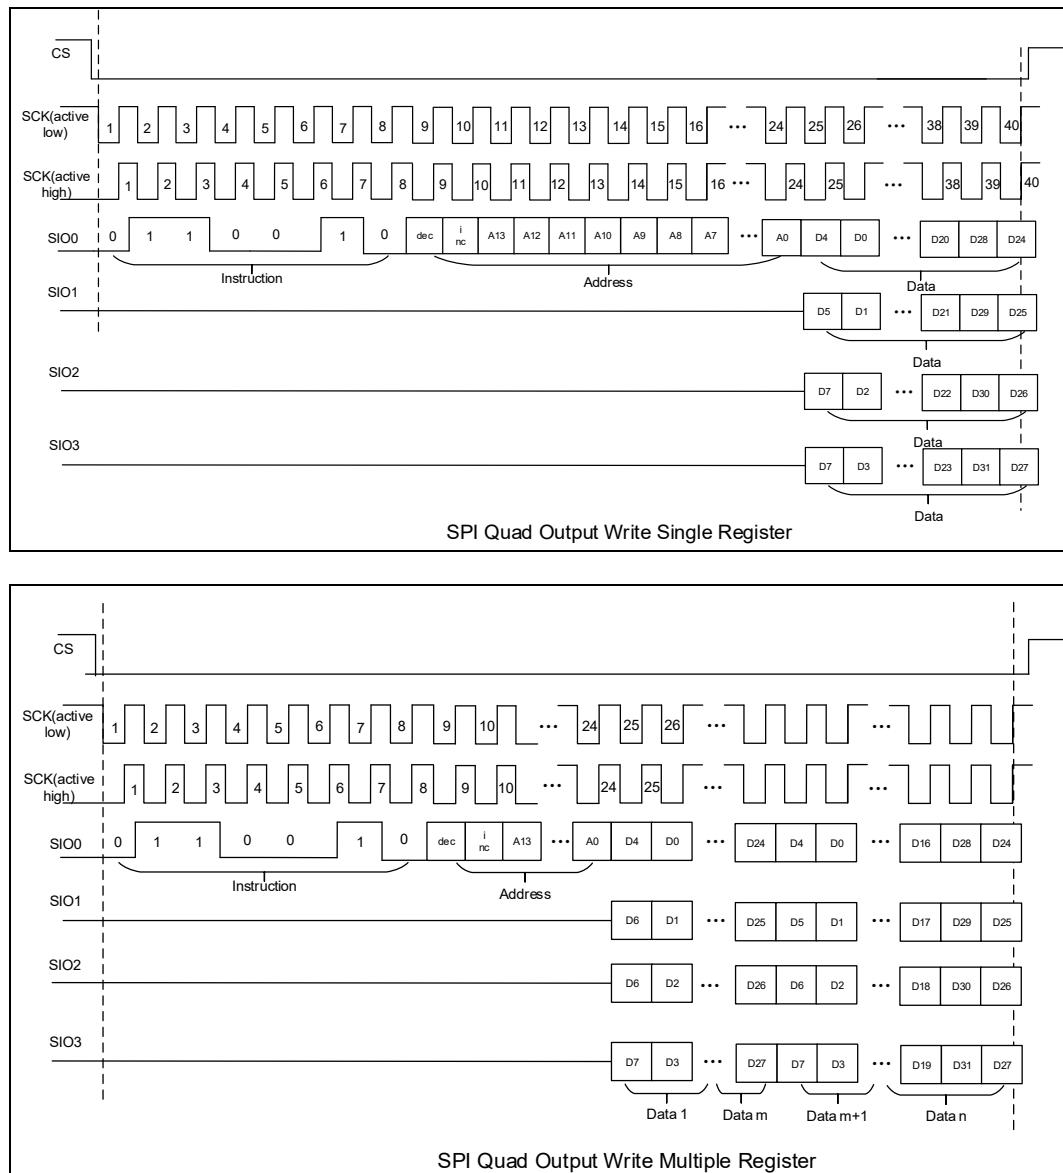 CS
SCK(active
low)
1 2 3 4 5 6 7 8 9 10 11 12 13 14 15 16 ••• 24 25 26 ••• 38 39 40
SCK(active
high)
1 2 3 4 5 6 7 8 9 10 11 12 13 14 15 16 ••• 24 25 ••• 38 39 40
SIO0
0 1 1 0 0 1 0 dec i
nc A13 A12 A11 A10 A9 A8 A7 ••• A0 D4 D0 ••• D20 D28 D24
Instruction Address Data
SIO1
D5 D1 ••• D21 D29 D25
Data
SIO2
D7 D2 ••• D22 D30 D26
Data
SIO3
D7 D3 ••• D23 D31 D27
Data
SPI Quad Output Write Single Register
CS
SCK(active
low)
1 2 3 4 5 6 7 8 9 10 ••• 24 25 26 ••• •••
SCK(active
high)
1 2 3 4 5 6 7 8 9 10 ••• 24 25 ••• •••
SIO0
0 1 1 0 0 1 0 dec i
nc A13 ••• A0 D4 D0 ••• D24 D4 D0 ••• D16 D28 D24
Instruction Address
SIO1
D6 D1 ••• D25 D5 D1 ••• D17 D29 D25
SIO2
D6 D2 ••• D26 D6 D2 ••• D18 D30 D26
SIO3
D7 D3 ••• D27 D7 D3 ••• D19 D31 D27
Data 1 Data m Data m+1 Data n
SPI Quad Output Write Multiple Register